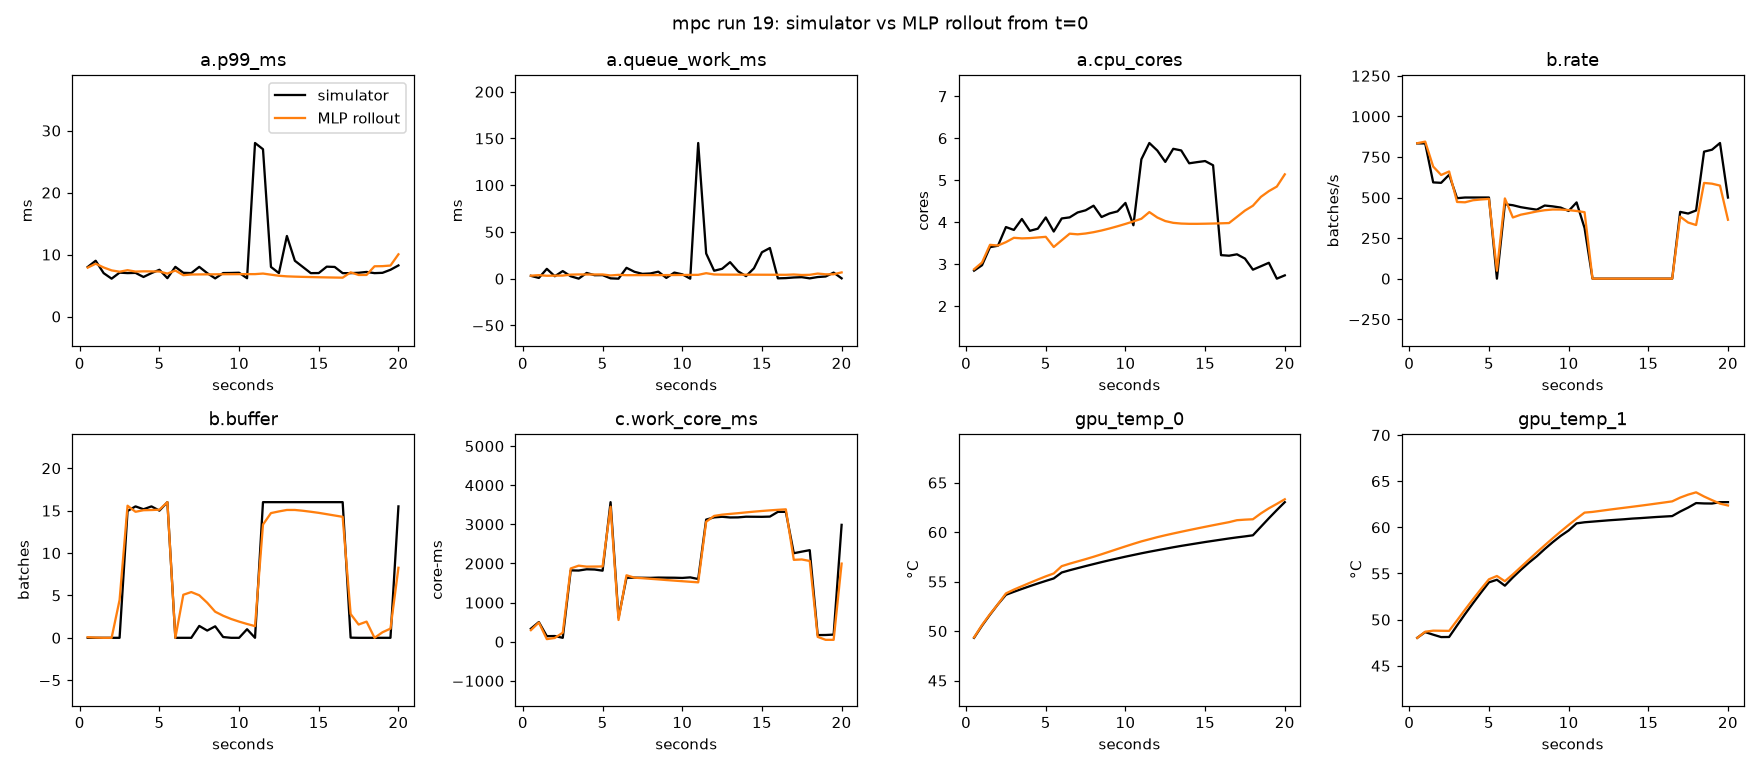 mpc run 19: simulator vs MLP rollout from t=0
a.p99_ms
simulator
MLP rollout
30
20
10
0
ms
0 5 10 15 20
seconds
a.queue_work_ms
200
150
100
50
0
−50
ms
0 5 10 15 20
seconds
a.cpu_cores
7
6
5
4
3
2
cores
0 5 10 15 20
seconds
b.rate
1250
1000
750
500
250
0
−250
batches/s
0 5 10 15 20
seconds
b.buffer
20
15
10
5
0
−5
batches
0 5 10 15 20
seconds
c.work_core_ms
5000
4000
3000
2000
1000
0
−1000
core-ms
0 5 10 15 20
seconds
gpu_temp_0
65
60
55
50
45
°C
0 5 10 15 20
seconds
gpu_temp_1
70
65
60
55
50
45
°C
0 5 10 15 20
seconds